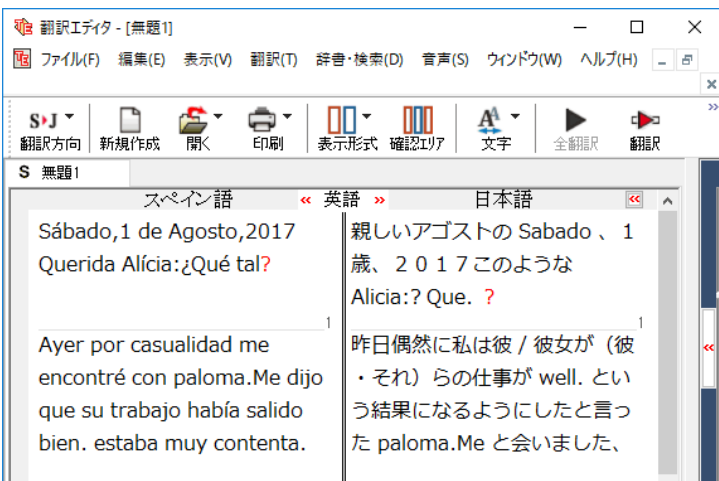 翻訳エディタ - [無題1]
ファイル(F) 編集(E) 表示(V) 翻訳(T) 辞書・検索(D) 音声(S) ウィンドウ(W) ヘルプ(H)
S›J
翻訳方向 新規作成 開く 印刷 表示形式 確認エリア 文字 全翻訳 翻訳
S 無題1
スペイン語 « 英語 » 日本語 «
Sábado,1 de Agosto,2017
Querida Alícia:¿Qué tal?
1
親しいアゴストの Sabado 、 1
歳、２０１７このような
Alicia:? Que. ？
1
Ayer por casualidad me
encontré con paloma.Me dijo
que su trabajo había salido
bien. estaba muy contenta.
昨日偶然に私は彼 / 彼女が（彼
・それ）らの仕事が well. とい
う結果になるようにしたと言っ
た paloma.Me と会いました、